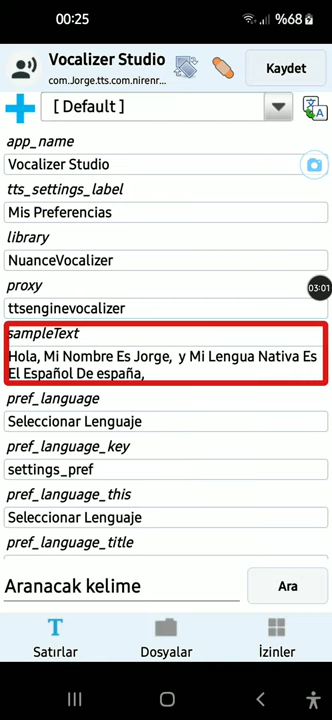 00:25
%68
Vocalizer Studio
com.Jorge.tts.com.nirenr...
Kaydet
[ Default ]
app_name
Vocalizer Studio
tts_settings_label
Mis Preferencias
library
NuanceVocalizer
proxy
03:01
ttsenginevocalizer
sampleText
Hola, Mi Nombre Es Jorge, y Mi Lengua Nativa Es
El Español De españa,
pref_language
Seleccionar Lenguaje
pref_language_key
settings_pref
pref_language_this
Seleccionar Lenguaje
pref_language_title
Aranacak kelime
Ara
T
Satırlar
Dosyalar
İzinler